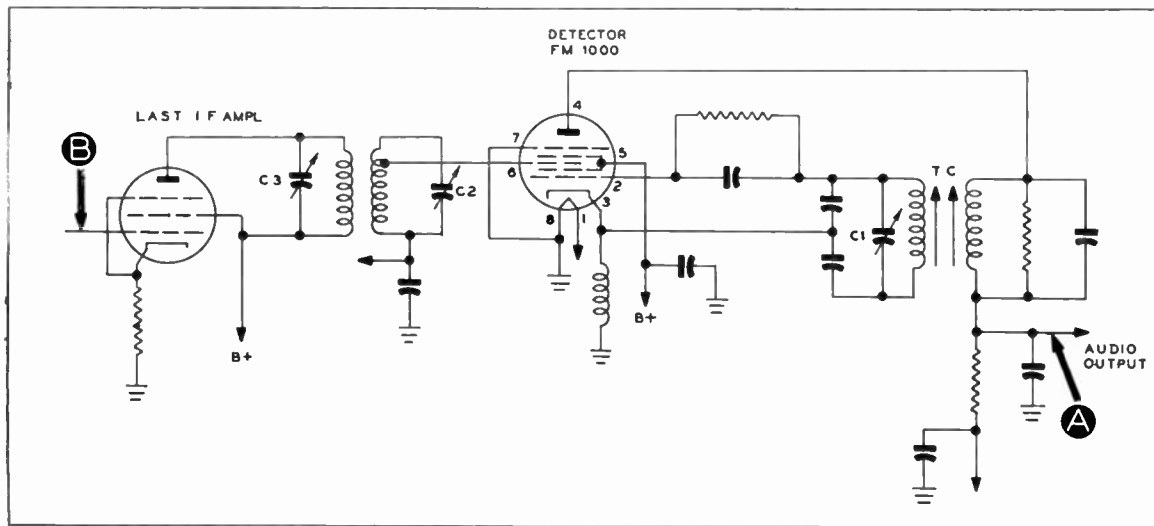 DETECTOR
FM 1000
LAST I F AMPL
B
4
7
5
6
2
3
8
1
C3
C2
C1
T C
B+
B+
AUDIO
OUTPUT
A